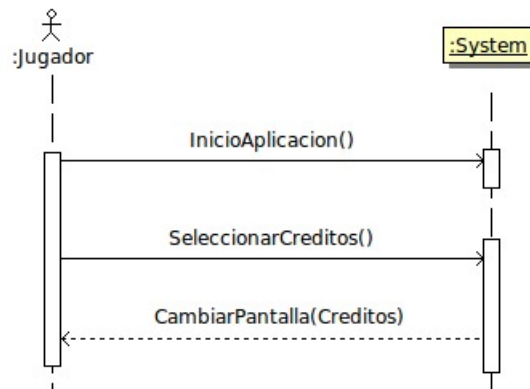 :Jugador
:System
InicioAplicacion()
SeleccionarCreditos()
CambiarPantalla(Creditos)